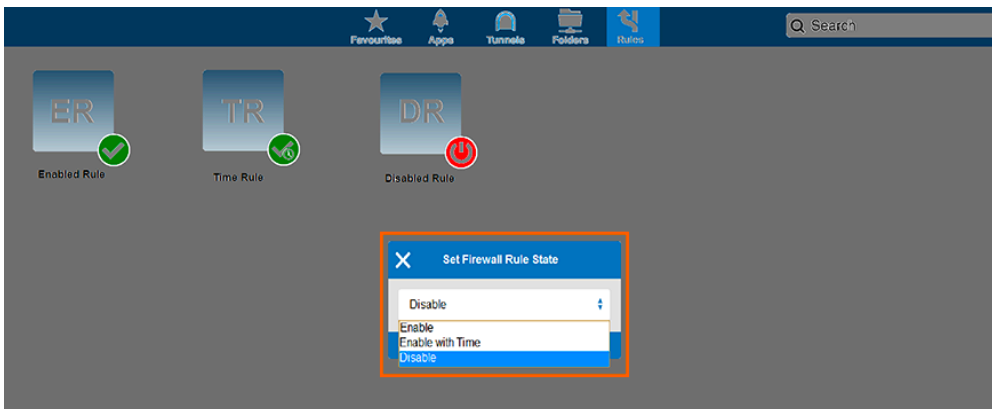 Favourites Apps Tunnels Folders Rules
Search
ER TR DR
Enabled Rule Time Rule Disabled Rule
Set Firewall Rule State
Disable
Enable
Enable with Time
Disable